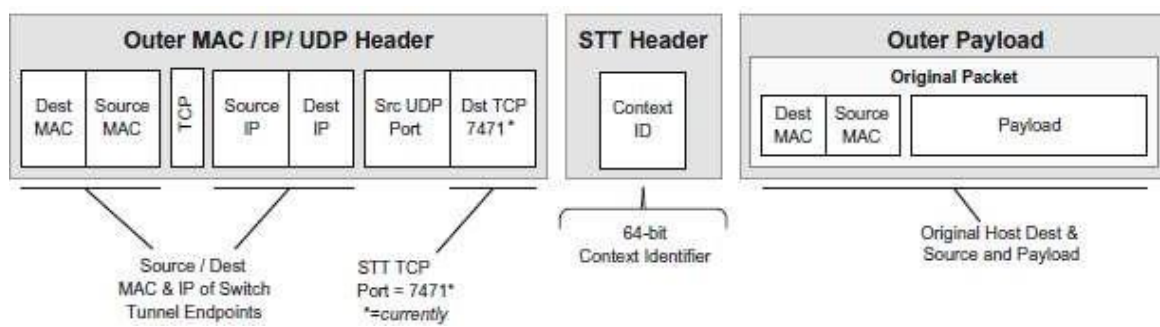 Outer MAC / IP/ UDP Header
STT Header
Outer Payload
Original Packet
Dest
MAC
Source
MAC
TCP
Source
IP
Dest
IP
Src UDP
Port
Dst TCP
7471*
Context
ID
Dest
MAC
Source
MAC
Payload
Source / Dest
MAC & IP of Switch
Tunnel Endpoints
STT TCP
Port = 7471*
*=currently
64-bit
Context Identifier
Original Host Dest &
Source and Payload